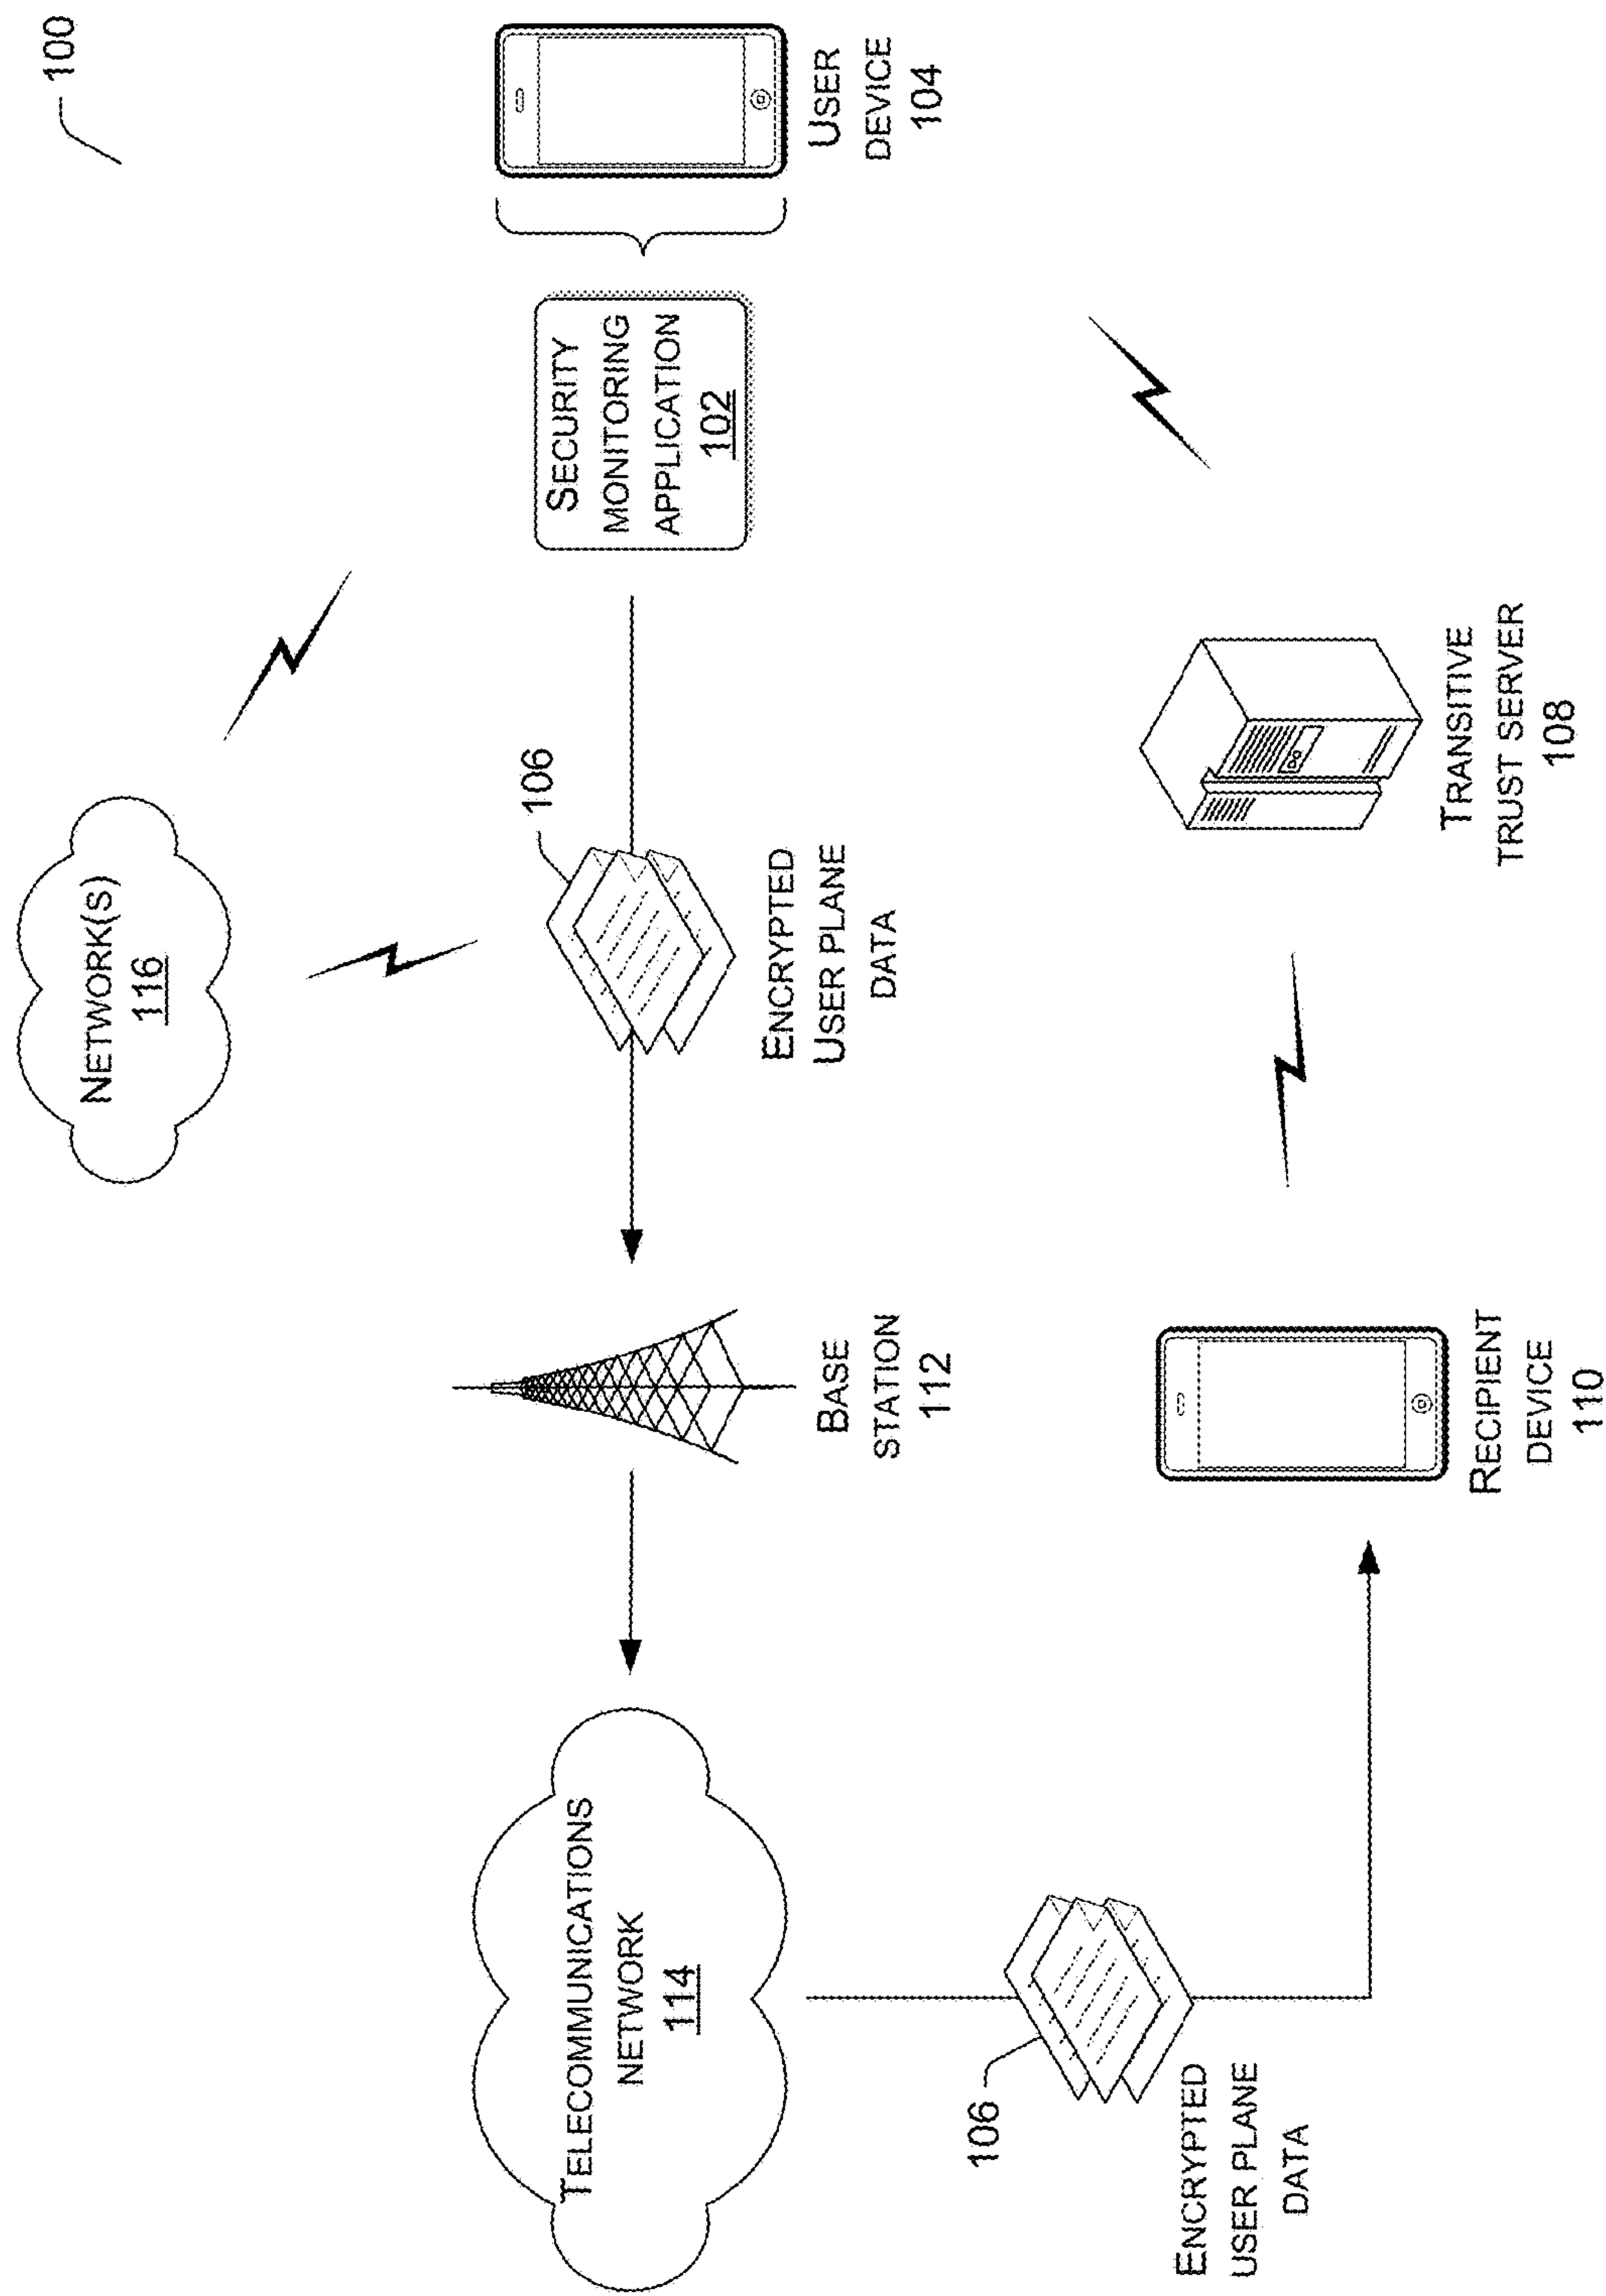 100
NETWORK(S)
116
TELECOMMUNICATIONS
NETWORK
114
BASE
STATION
112
106
ENCRYPTED
USER PLANE
DATA
SECURITY
MONITORING
APPLICATION
102
USER
DEVICE
104
106
ENCRYPTED
USER PLANE
DATA
RECIPIENT
DEVICE
110
TRANSITIVE
TRUST SERVER
108